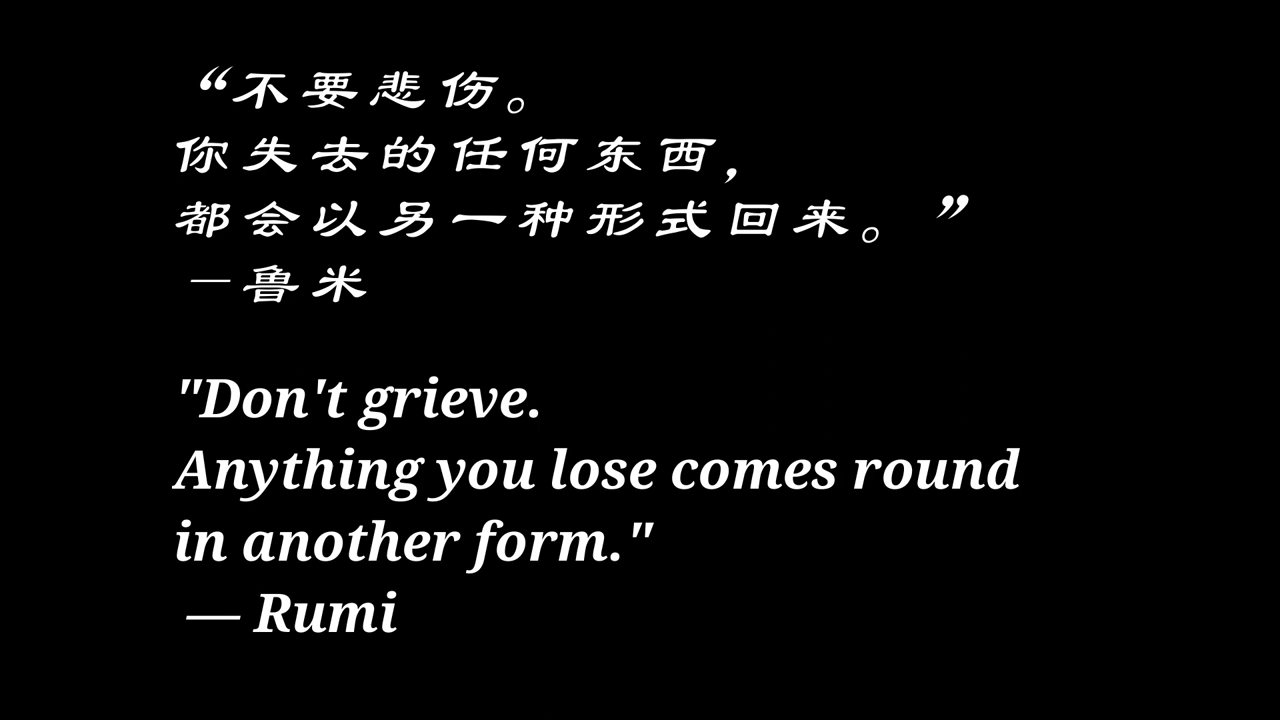 “不要悲伤。
你失去的任何东西，
都会以另一种形式回来。”
—鲁米
"Don't grieve.
Anything you lose comes round
in another form."
— Rumi